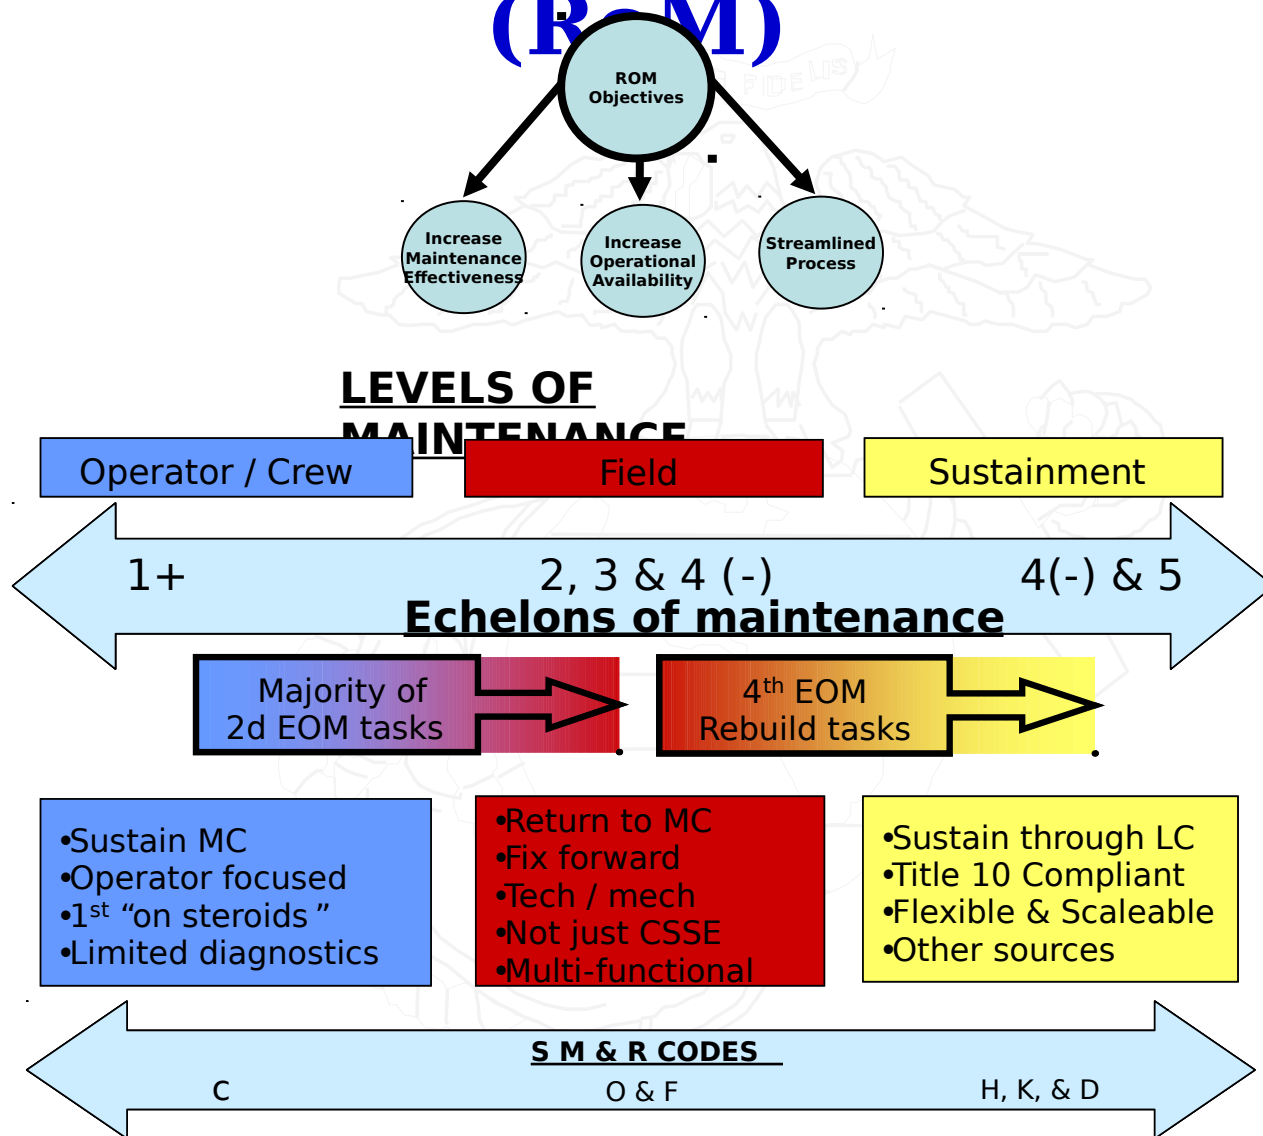 (RoM)
ROM
Objectives
Increase
Maintenance
Effectiveness
Increase
Operational
Availability
Streamlined
Process
FIDELIS
LEVELS OF
MAINTENANCE
Operator / Crew
Field
Sustainment
1+
2, 3 & 4 (-)
4(-) & 5
Echelons of maintenance
Majority of
2d EOM tasks
4th EOM
Rebuild tasks
•Sustain MC
•Operator focused
•1st “on steroids ”
•Limited diagnostics
•Return to MC
•Fix forward
•Tech / mech
•Not just CSSE
•Multi-functional
•Sustain through LC
•Title 10 Compliant
•Flexible & Scaleable
•Other sources
S M & R CODES
c
O & F
H, K, & D